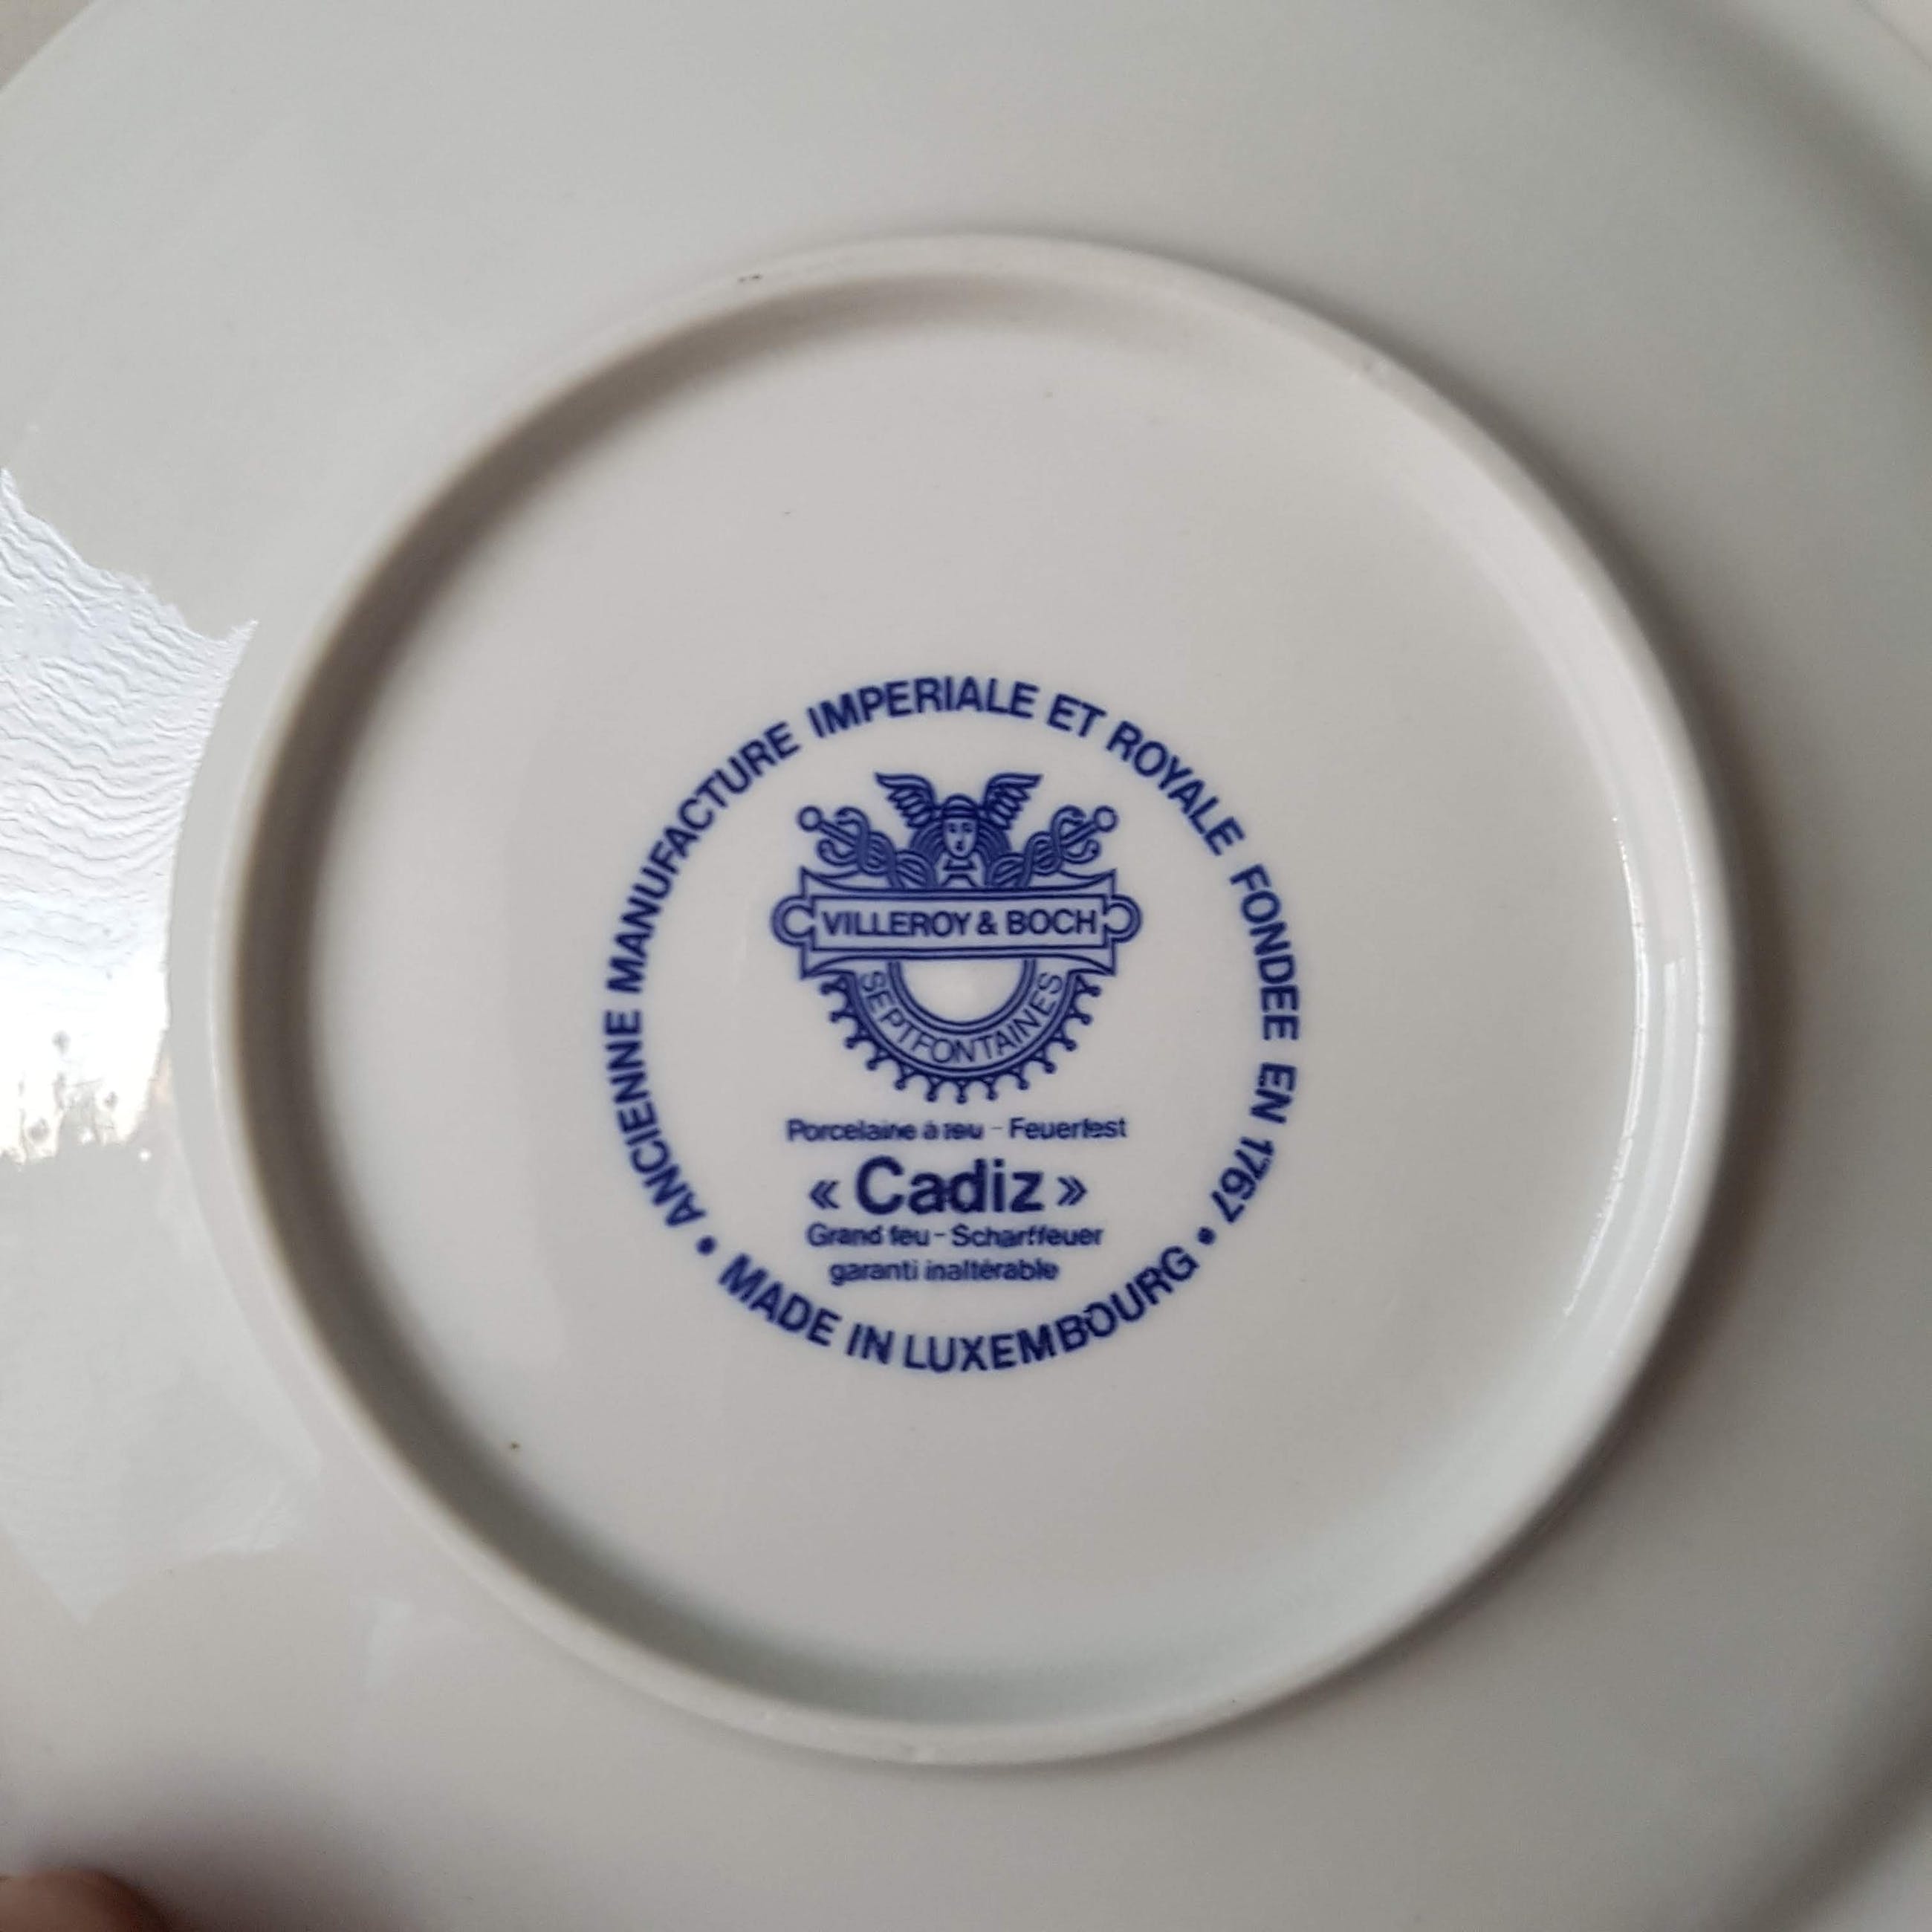 ANCIENNE MANUFACTURE IMPERIALE ET ROYALE FONDEE EN 1767 •
VILLEROY & BOCH
SEPTFONTAINES
Porcelaine à feu - Feuerfest
« Cadiz »
Grand feu - Scharffeuer
garanti inaltérable
• MADE IN LUXEMBOURG